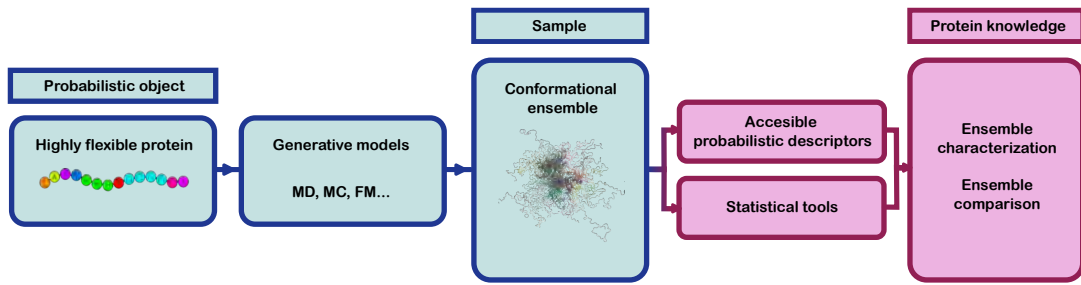 Probabilistic object
Highly flexible protein
Generative models
MD, MC, FM...
Sample
Conformational
ensemble
Accesible
probabilistic descriptors
Statistical tools
Protein knowledge
Ensemble
characterization
Ensemble
comparison